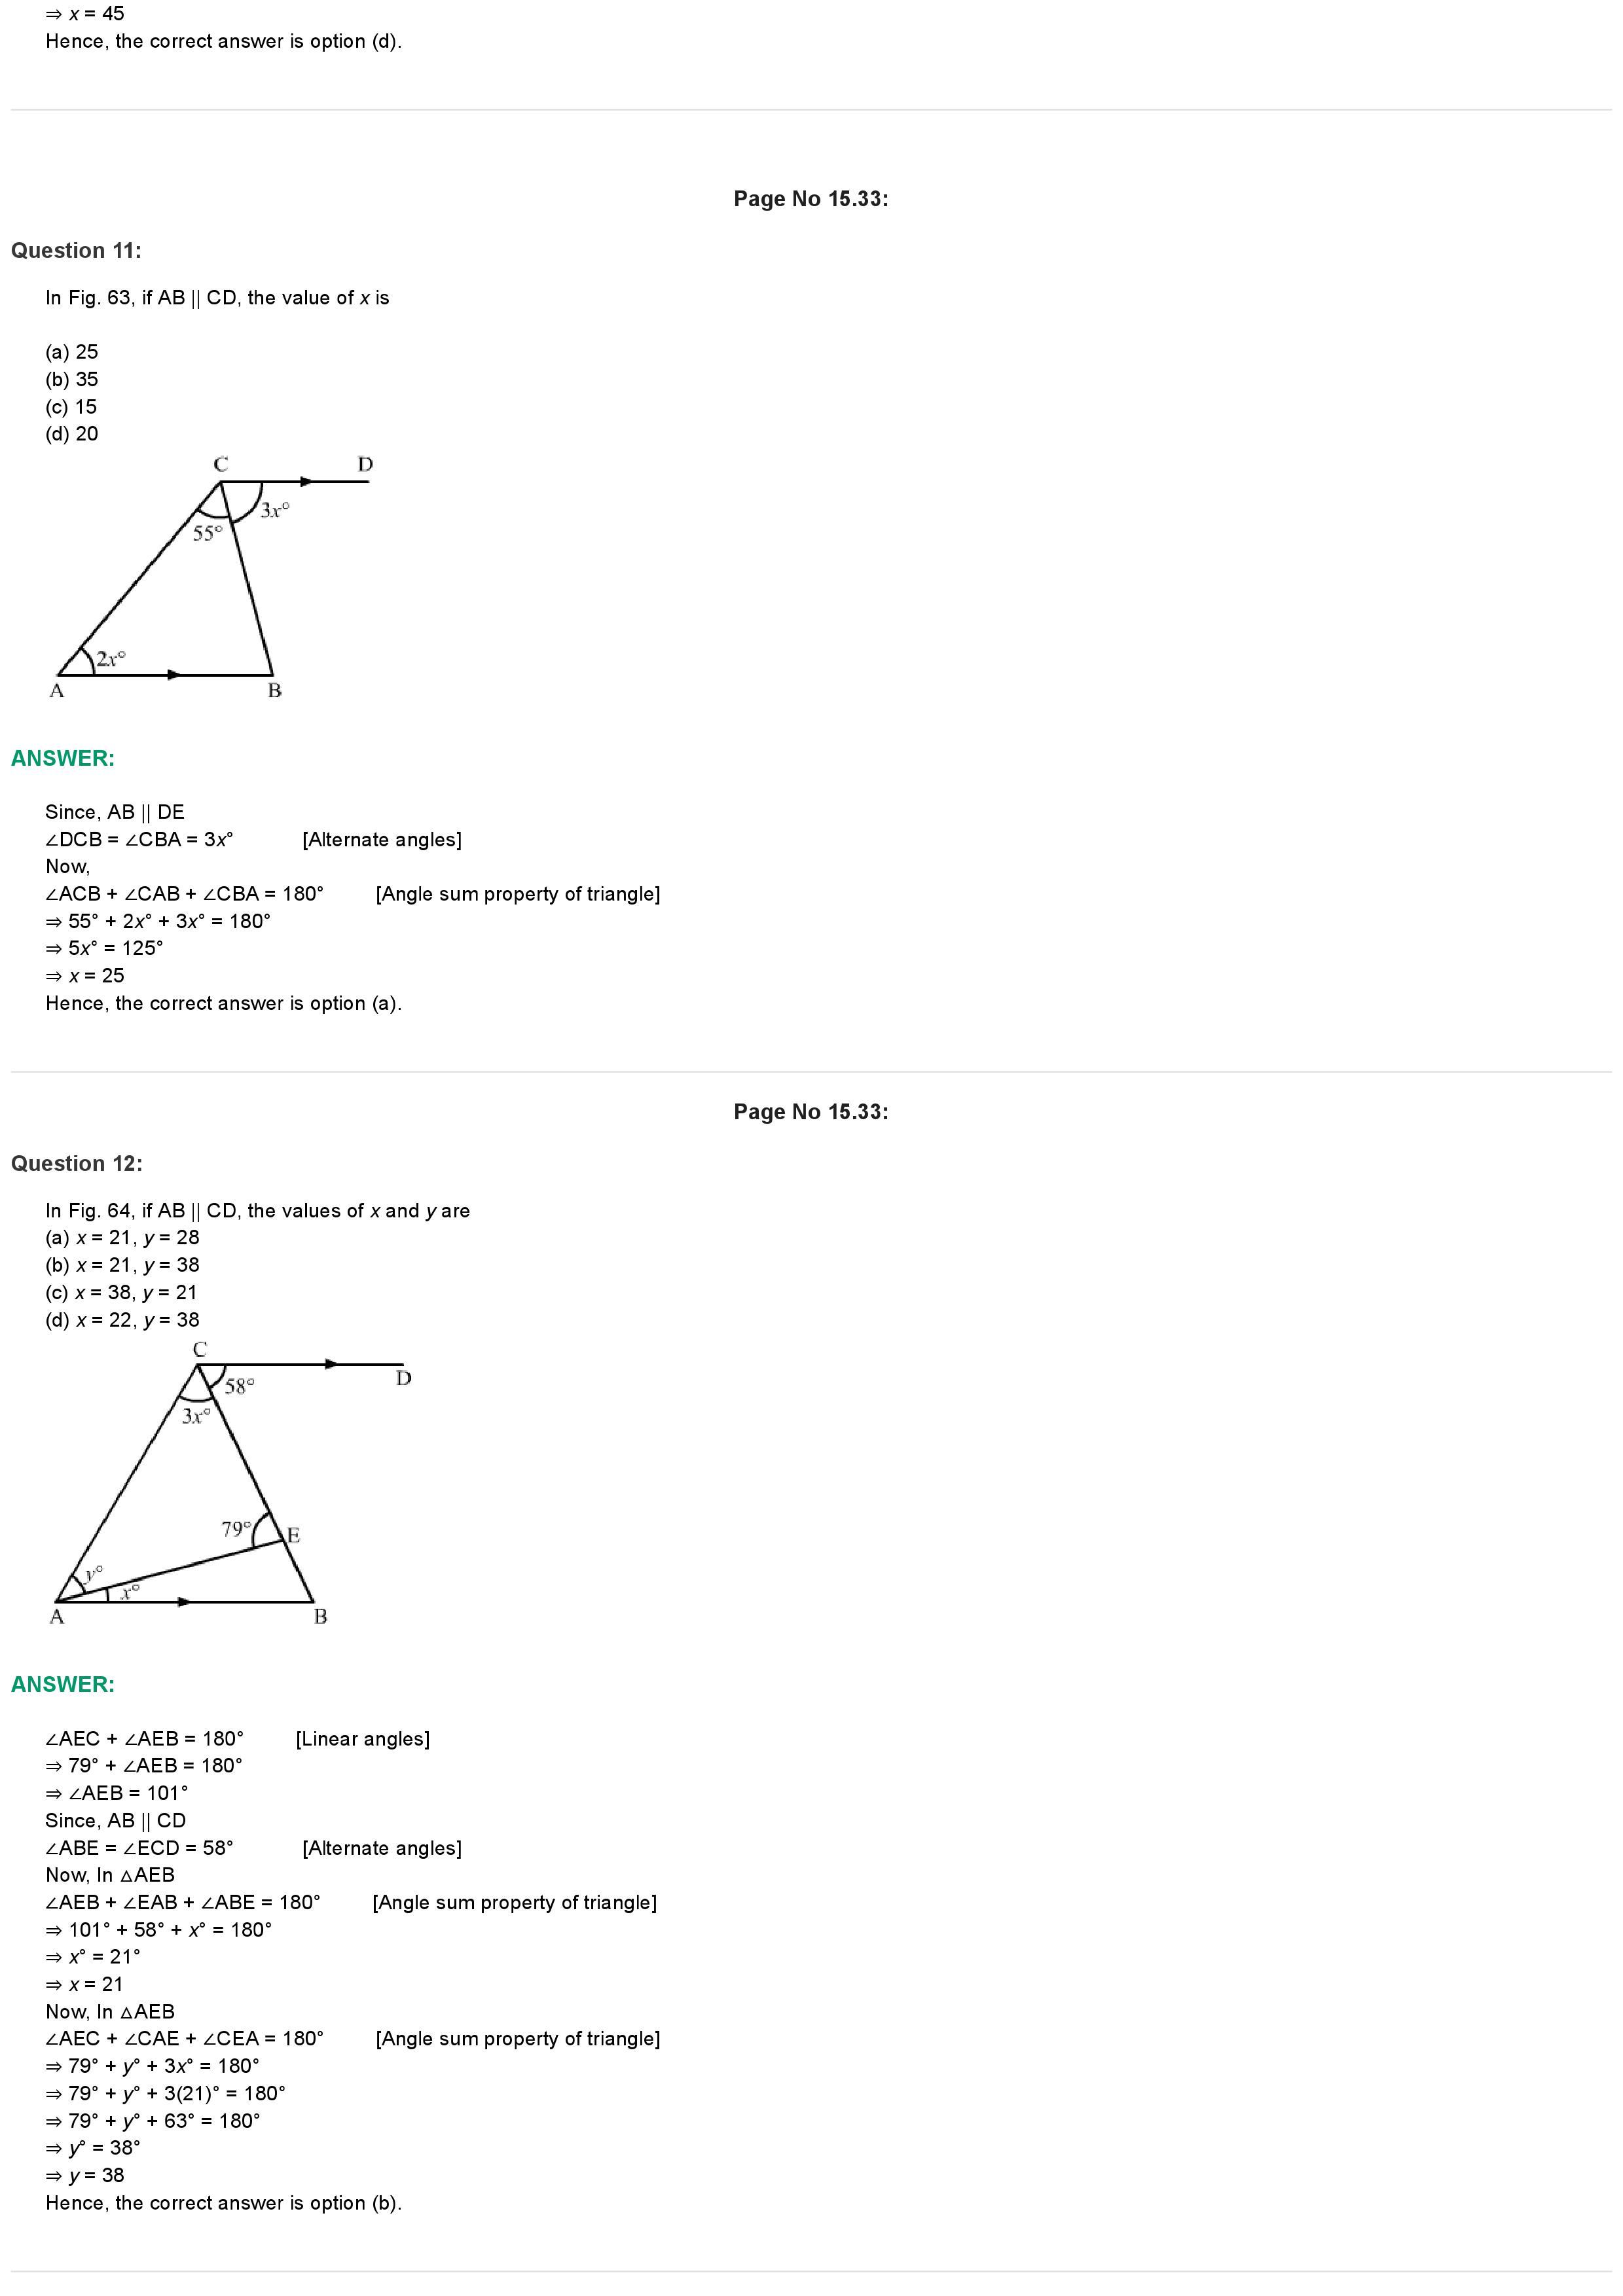 ⇒ x = 45
Hence, the correct answer is option (d).
Page No 15.33:
Question 11:
In Fig. 63, if AB || CD, the value of x is
(a) 25
(b) 35
(c) 15
(d) 20
C D
3x°
55°
2x°
A B
ANSWER:
Since, AB || DE
∠DCB = ∠CBA = 3x° [Alternate angles]
Now,
∠ACB + ∠CAB + ∠CBA = 180° [Angle sum property of triangle]
⇒ 55° + 2x° + 3x° = 180°
⇒ 5x° = 125°
⇒ x = 25
Hence, the correct answer is option (a).
Page No 15.33:
Question 12:
In Fig. 64, if AB || CD, the values of x and y are
(a) x = 21, y = 28
(b) x = 21, y = 38
(c) x = 38, y = 21
(d) x = 22, y = 38
C
D
58°
3x°
79° E
y°
x°
A B
ANSWER:
∠AEC + ∠AEB = 180° [Linear angles]
⇒ 79° + ∠AEB = 180°
⇒ ∠AEB = 101°
Since, AB || CD
∠ABE = ∠ECD = 58° [Alternate angles]
Now, In △AEB
∠AEB + ∠EAB + ∠ABE = 180° [Angle sum property of triangle]
⇒ 101° + 58° + x° = 180°
⇒ x° = 21°
⇒ x = 21
Now, In △AEB
∠AEC + ∠CAE + ∠CEA = 180° [Angle sum property of triangle]
⇒ 79° + y° + 3x° = 180°
⇒ 79° + y° + 3(21)° = 180°
⇒ 79° + y° + 63° = 180°
⇒ y° = 38°
⇒ y = 38
Hence, the correct answer is option (b).